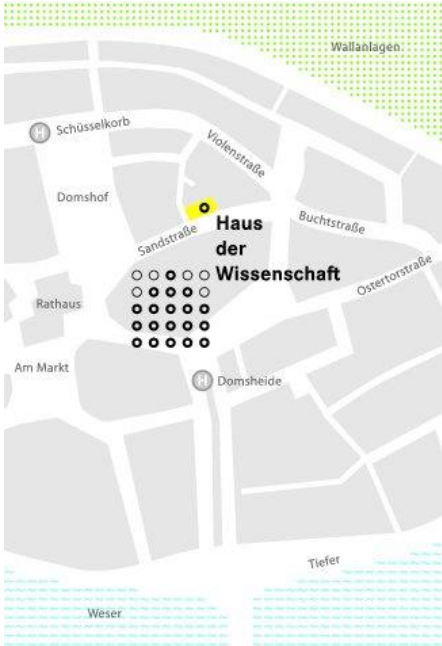 Wallanlagen
H Schüsselkorb
Violenstraße
Domshof
Buchtstraße
Sandstraße
Haus
der
Wissenschaft
Ostertorstraße
Rathaus
Am Markt
H Domsheide
Tiefer
Weser